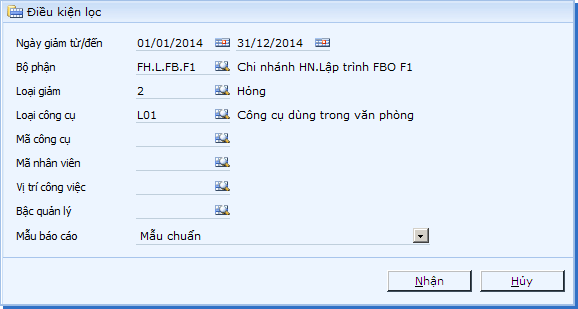 Điều kiện lọc
Ngày giảm từ/đến 01/01/2014 31/12/2014
Bộ phận FH.L.FB.F1 Chi nhánh HN.Lập trình FBO F1
Loại giảm 2 Hỏng
Loại công cụ L01 Công cụ dùng trong văn phòng
Mã công cụ
Mã nhân viên
Vị trí công việc
Bậc quản lý
Mẫu báo cáo Mẫu chuẩn
Nhận Hủy